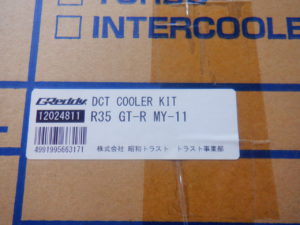 TURBO
INTERCOOLE
GReddy DCT COOLER KIT
12024811 R35 GT-R MY-11
4991995663171
株式会社 昭和トラスト トラスト事業部